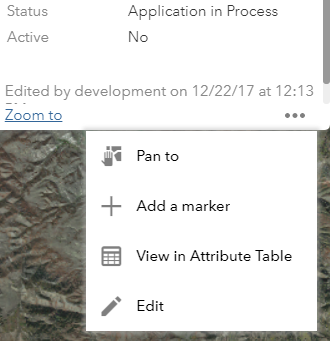 Status Application in Process
Active No
Edited by development on 12/22/17 at 12:13
Zoom to
Pan to
Add a marker
View in Attribute Table
Edit